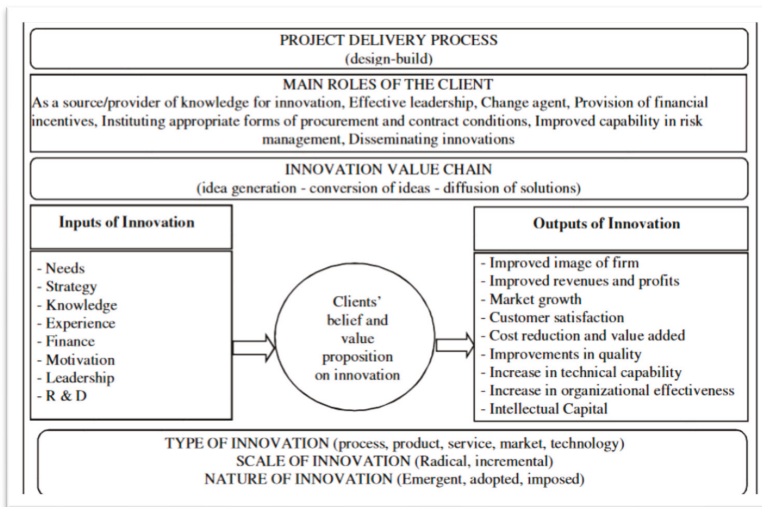 PROJECT DELIVERY PROCESS
(design-build)
MAIN ROLES OF THE CLIENT
As a source/provider of knowledge for innovation, Effective leadership, Change agent, Provision of financial
incentives, Instituting appropriate forms of procurement and contract conditions, Improved capability in risk
management, Disseminating innovations
INNOVATION VALUE CHAIN
(idea generation - conversion of ideas - diffusion of solutions)
Inputs of Innovation
- Needs
- Strategy
- Knowledge
- Experience
- Finance
- Motivation
- Leadership
- R & D
Clients'
belief and
value
proposition
on innovation
Outputs of Innovation
- Improved image of firm
- Improved revenues and profits
- Market growth
- Customer satisfaction
- Cost reduction and value added
- Improvements in quality
- Increase in technical capability
- Increase in organizational effectiveness
- Intellectual Capital
TYPE OF INNOVATION (process, product, service, market, technology)
SCALE OF INNOVATION (Radical, incremental)
NATURE OF INNOVATION (Emergent, adopted, imposed)